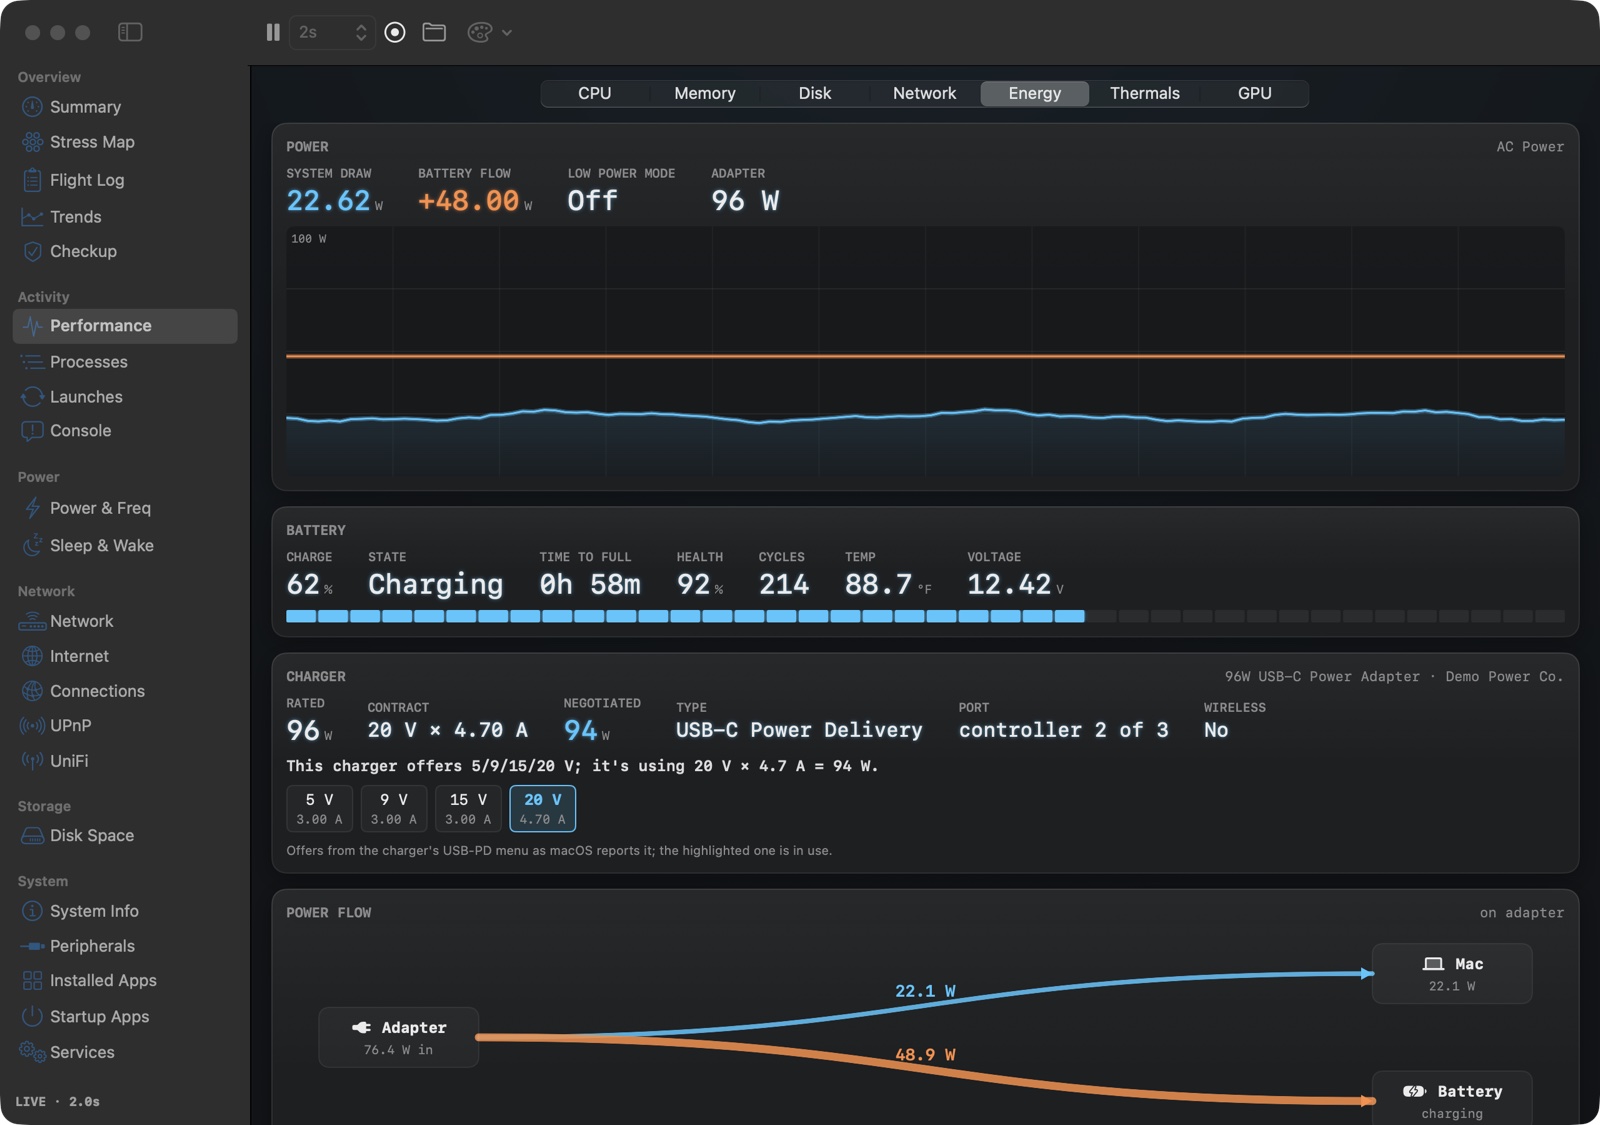 2s
Overview
Summary
Stress Map
Flight Log
Trends
Checkup
Activity
Performance
Processes
Launches
Console
Power
Power & Freq
Sleep & Wake
Network
Network
Internet
Connections
UPnP
UniFi
Storage
Disk Space
System
System Info
Peripherals
Installed Apps
Startup Apps
Services
LIVE · 2.0s
CPU Memory Disk Network Energy Thermals GPU
POWER AC Power
SYSTEM DRAW BATTERY FLOW LOW POWER MODE ADAPTER
22.62 W +48.00 W Off 96 W
100 W
BATTERY
CHARGE STATE TIME TO FULL HEALTH CYCLES TEMP VOLTAGE
62 % Charging 0h 58m 92 % 214 88.7 °F 12.42 V
CHARGER 96W USB-C Power Adapter · Demo Power Co.
RATED CONTRACT NEGOTIATED TYPE PORT WIRELESS
96 W 20 V × 4.70 A 94 W USB-C Power Delivery controller 2 of 3 No
This charger offers 5/9/15/20 V; it's using 20 V × 4.7 A = 94 W.
5 V 9 V 15 V 20 V
3.00 A 3.00 A 3.00 A 4.70 A
Offers from the charger's USB-PD menu as macOS reports it; the highlighted one is in use.
POWER FLOW on adapter
Mac
22.1 W
22.1 W
Adapter
76.4 W in
48.9 W
Battery
charging